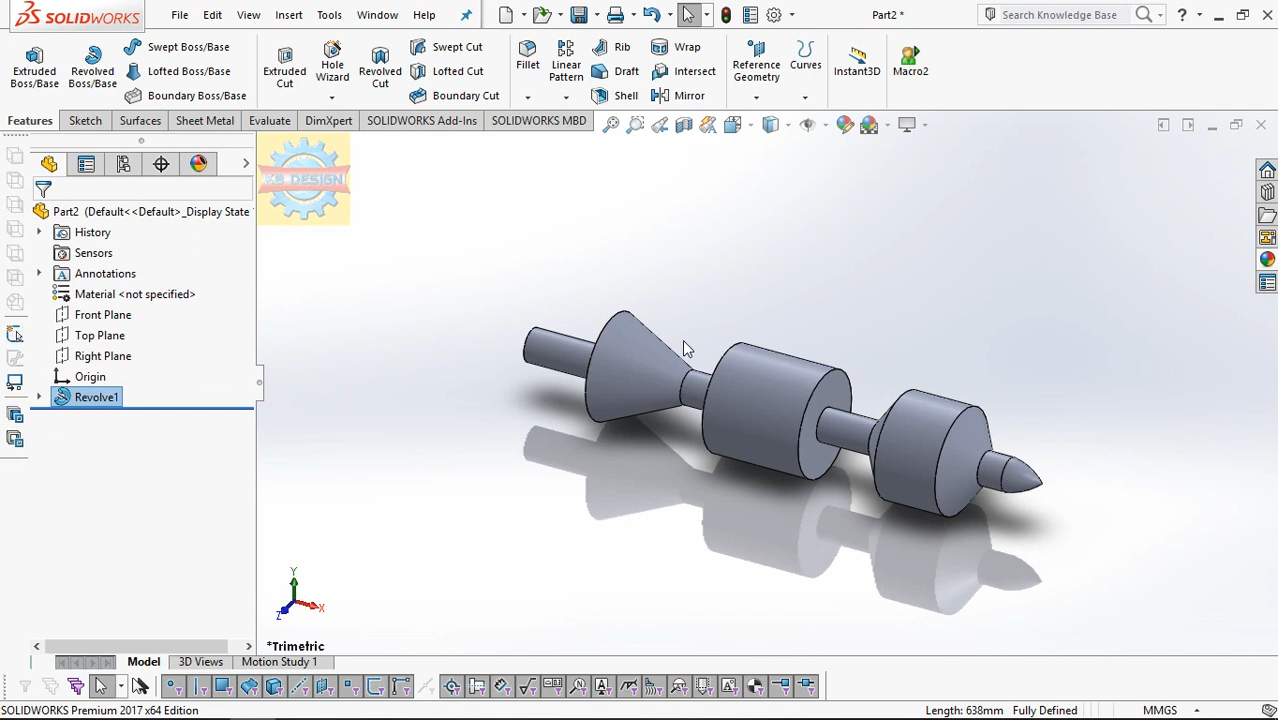 SOLIDWORKS File Edit View Insert Tools Window Help Part2 * Search Knowledge Base ?
Extruded Boss/Base
Revolved Boss/Base
Swept Boss/Base
Lofted Boss/Base
Boundary Boss/Base
Extruded Cut
Hole Wizard
Revolved Cut
Swept Cut
Lofted Cut
Boundary Cut
Fillet
Linear Pattern
Rib
Draft
Shell
Wrap
Intersect
Mirror
Reference Geometry
Curves
Instant3D
Macro2
Features Sketch Surfaces Sheet Metal Evaluate DimXpert SOLIDWORKS Add-Ins SOLIDWORKS MBD
KB DESIGN
Part2 (Default<<Default>_Display State
History
Sensors
Annotations
Material <not specified>
Front Plane
Top Plane
Right Plane
Origin
Revolve1
Y
X
Z
*Trimetric
Model 3D Views Motion Study 1
SOLIDWORKS Premium 2017 x64 Edition Length: 638mm Fully Defined MMGS